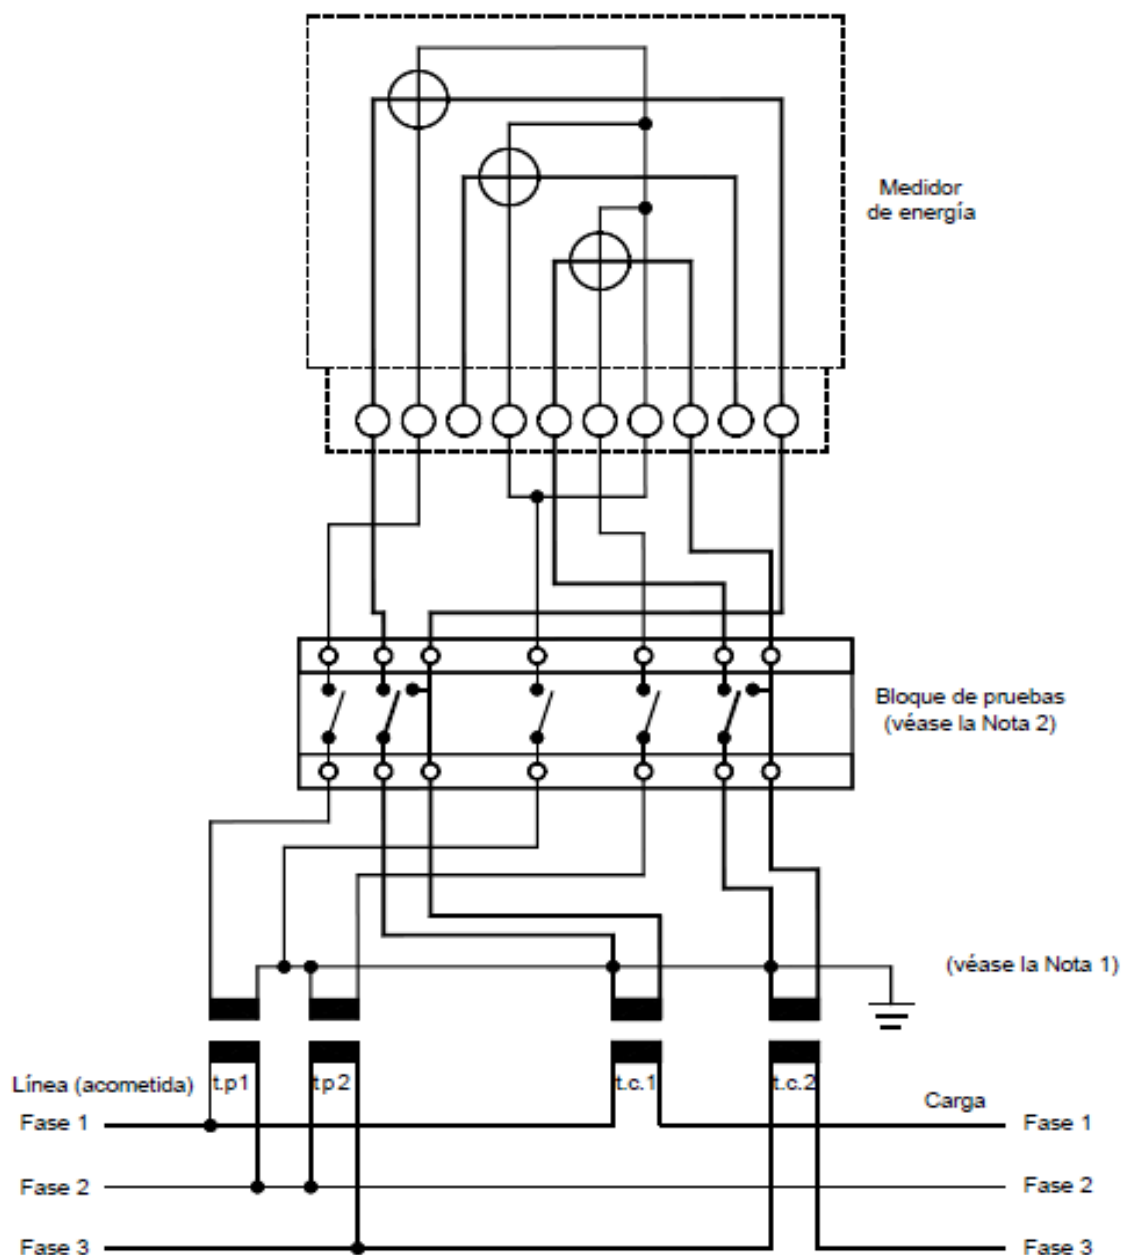 Medidor
de energía
Bloque de pruebas
(véase la Nota 2)
(véase la Nota 1)
t.p1
t.p2
t.c.1
t.c.2
Línea (acometida)
Carga
Fase 1
Fase 1
Fase 2
Fase 2
Fase 3
Fase 3